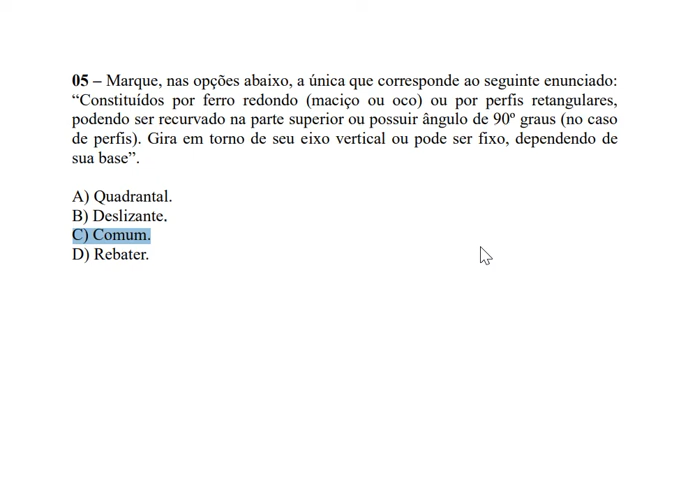 05 – Marque, nas opções abaixo, a única que corresponde ao seguinte enunciado:
“Constituídos por ferro redondo (maciço ou oco) ou por perfis retangulares,
podendo ser recurvado na parte superior ou possuir ângulo de 90º graus (no caso
de perfis). Gira em torno de seu eixo vertical ou pode ser fixo, dependendo de
sua base”.
A) Quadrantal.
B) Deslizante.
C) Comum.
D) Rebater.